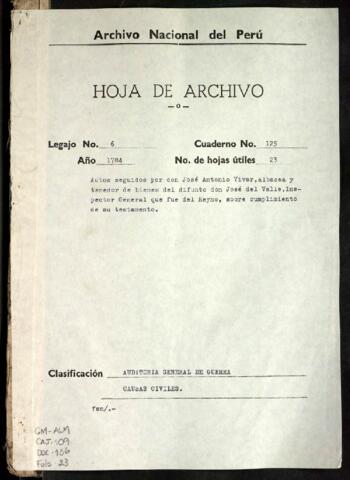 Archivo Nacional del Perú
HOJA DE ARCHIVO
—o—
Legajo No. 6 Cuaderno No. 125
Año 1784 No. de hojas útiles 23
Autos seguidos por don José Antonio Vivar,albacea y
tenedor de bienes del difunto don José del Valle,Ins-
pector General que fue del Reyno, sobre cumplimiento
de su testamento.
Clasificación AUDITORIA GENERAL DE GUERRA
CAUSAS CIVILES.
fsm/.-
GM-AUM
CAJ.109
DOC-156
Fols 23